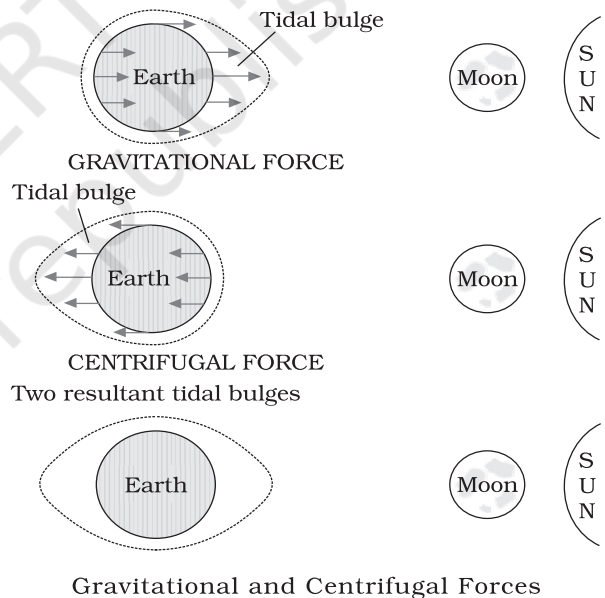 Tidal bulge
Earth
Moon
S
U
N
GRAVITATIONAL FORCE
Tidal bulge
Earth
Moon
S
U
N
CENTRIFUGAL FORCE
Two resultant tidal bulges
Earth
Moon
S
U
N
Gravitational and Centrifugal Forces